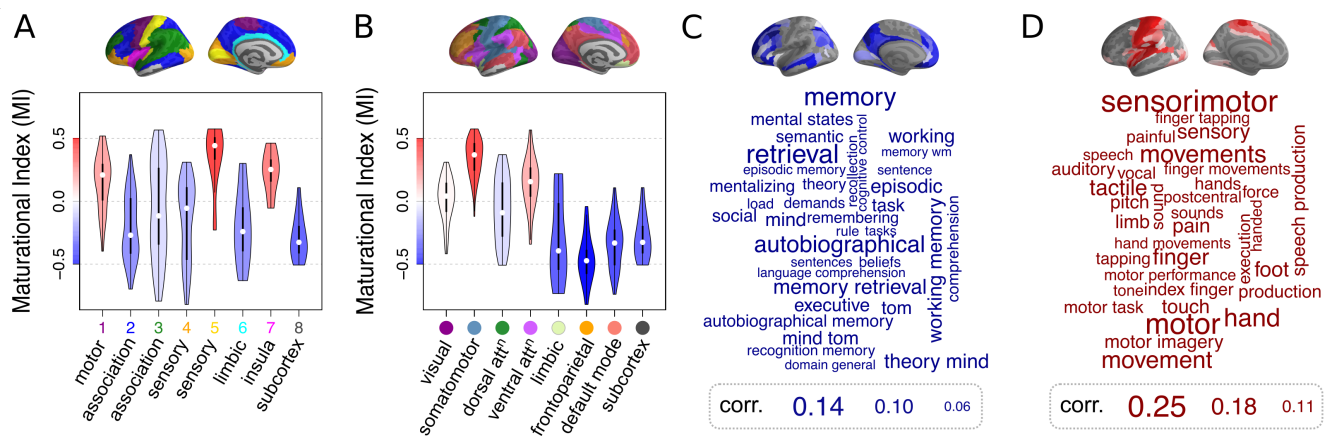 A
Maturational Index (MI)
0.5
0.0
−0.5
1 2 3 4 5 6 7 8
motor
association
association
sensory
sensory
limbic
insula
subcortex
B
Maturational Index (MI)
0.5
0.0
−0.5
visual
somatomotor
dorsal attⁿ
ventral attⁿ
limbic
frontoparietal
default mode
subcortex
C
memory
mental states
semantic
cognitive control
working
retrieval
recollection
memory wm
episodic memory
sentence
mentalizing theory
episodic
load demands task
social
mind remembering
rule tasks
autobiographical
working memory
comprehension
sentences beliefs
language comprehension
memory retrieval
executive tom
autobiographical memory
mind tom
recognition memory
domain general
theory mind
corr. 0.14 0.10 0.06
D
sensorimotor
finger tapping
painful sensory
speech movements
speech production
auditory vocal finger movements
tactile hands force
pitch sound postcentral
limb sounds
pain
handed
execution
hand movements
tapping finger
motor performance foot
tone index finger production
motor task touch
motor hand
motor imagery
movement
corr. 0.25 0.18 0.11